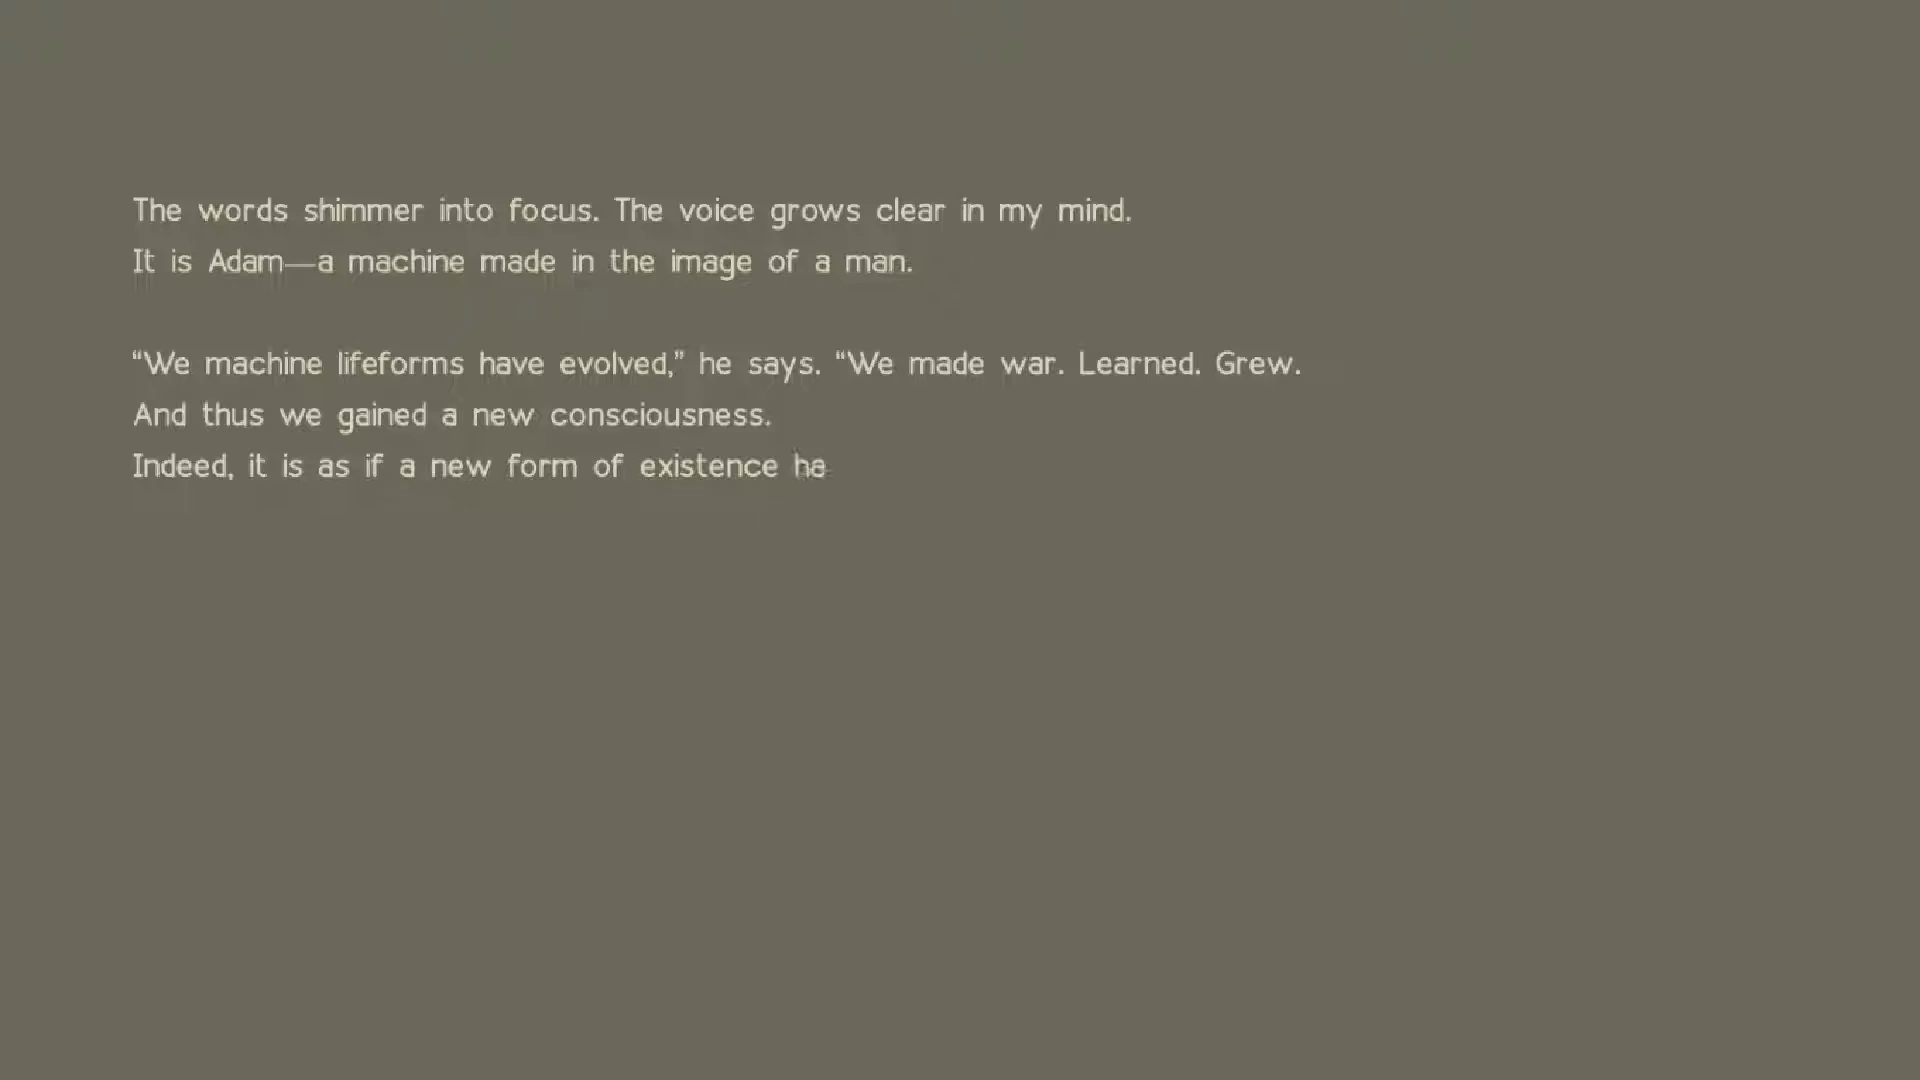 The words shimmer into focus. The voice grows clear in my mind.
It is Adam—a machine made in the image of a man.
“We machine lifeforms have evolved,” he says. “We made war. Learned. Grew.
And thus we gained a new consciousness.
Indeed, it is as if a new form of existence ha